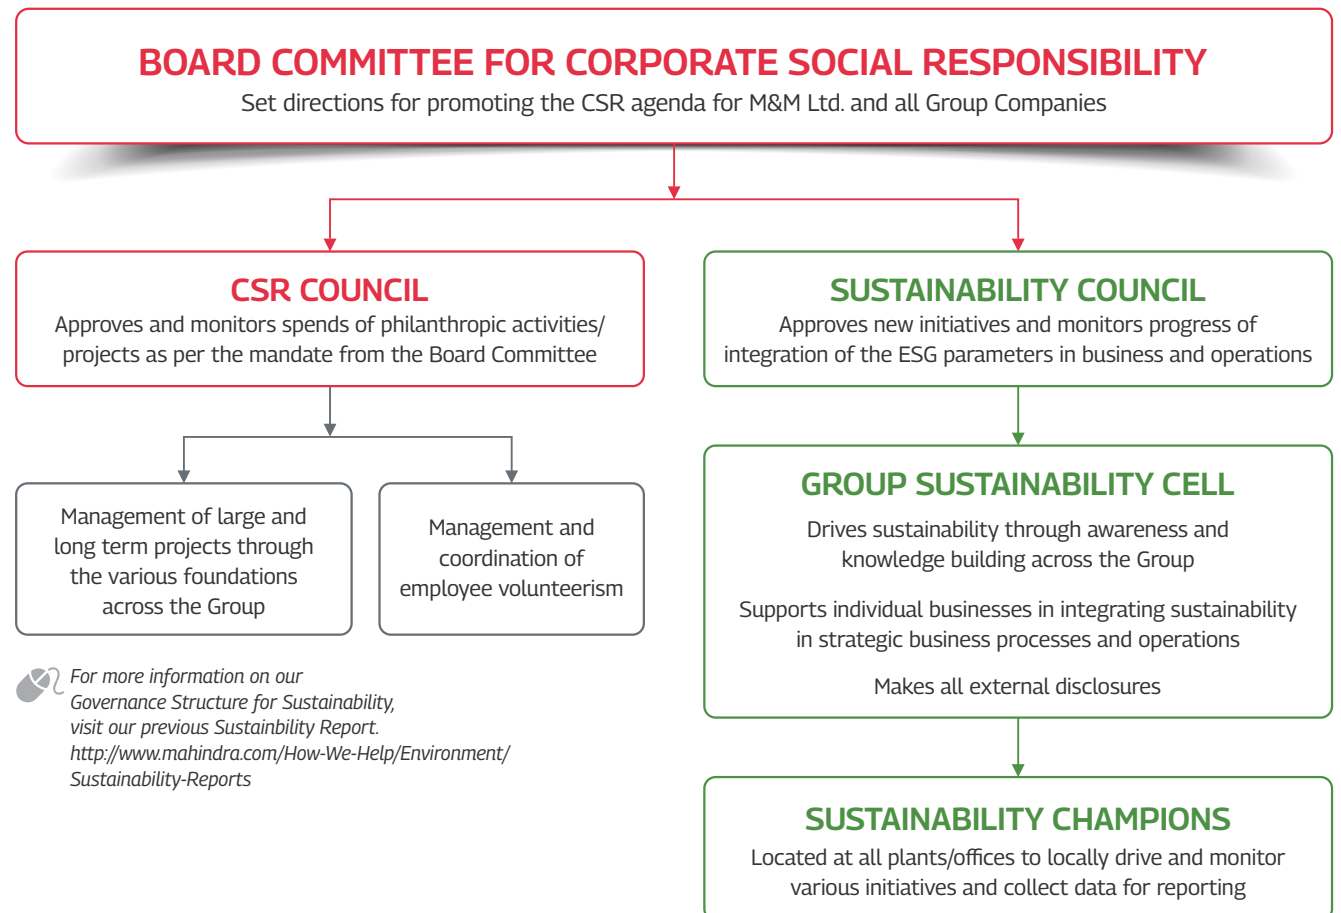 BOARD COMMITTEE FOR CORPORATE SOCIAL RESPONSIBILITY
Set directions for promoting the CSR agenda for M&M Ltd. and all Group Companies
CSR COUNCIL
Approves and monitors spends of philanthropic activities/
projects as per the mandate from the Board Committee
Management of large and
long term projects through
the various foundations
across the Group
Management and
coordination of
employee volunteerism
For more information on our
Governance Structure for Sustainability,
visit our previous Sustainbility Report.
http://www.mahindra.com/How-We-Help/Environment/
Sustainability-Reports
SUSTAINABILITY COUNCIL
Approves new initiatives and monitors progress of
integration of the ESG parameters in business and operations
GROUP SUSTAINABILITY CELL
Drives sustainability through awareness and
knowledge building across the Group
Supports individual businesses in integrating sustainability
in strategic business processes and operations
Makes all external disclosures
SUSTAINABILITY CHAMPIONS
Located at all plants/offices to locally drive and monitor
various initiatives and collect data for reporting